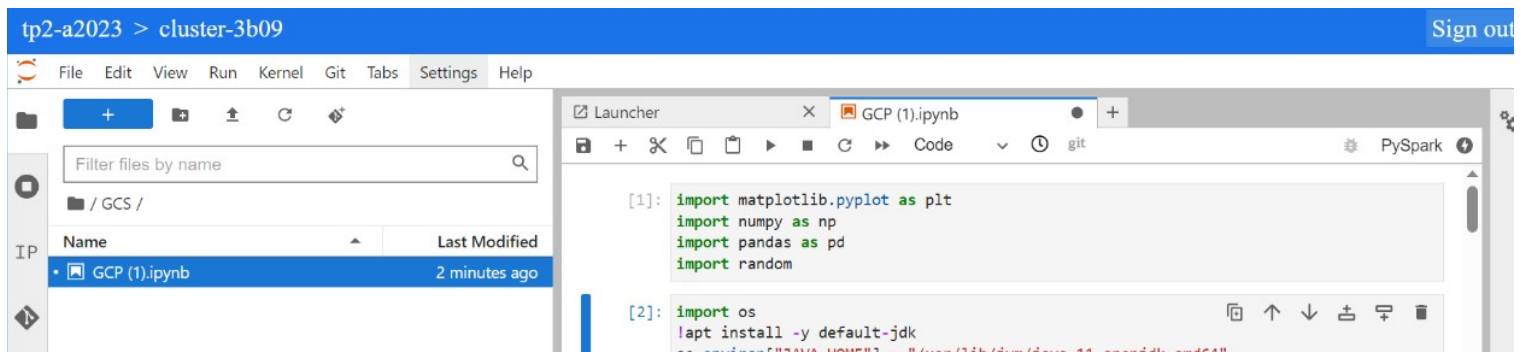 tp2-a2023 > cluster-3b09
Sign out
File Edit View Run Kernel Git Tabs Settings Help
+
Filter files by name
/ GCS /
Name Last Modified
GCP (1).ipynb 2 minutes ago
IP
Launcher × GCP (1).ipynb ● +
Code git PySpark
[1]: import matplotlib.pyplot as plt
import numpy as np
import pandas as pd
import random
[2]: import os
!apt install -y default-jdk